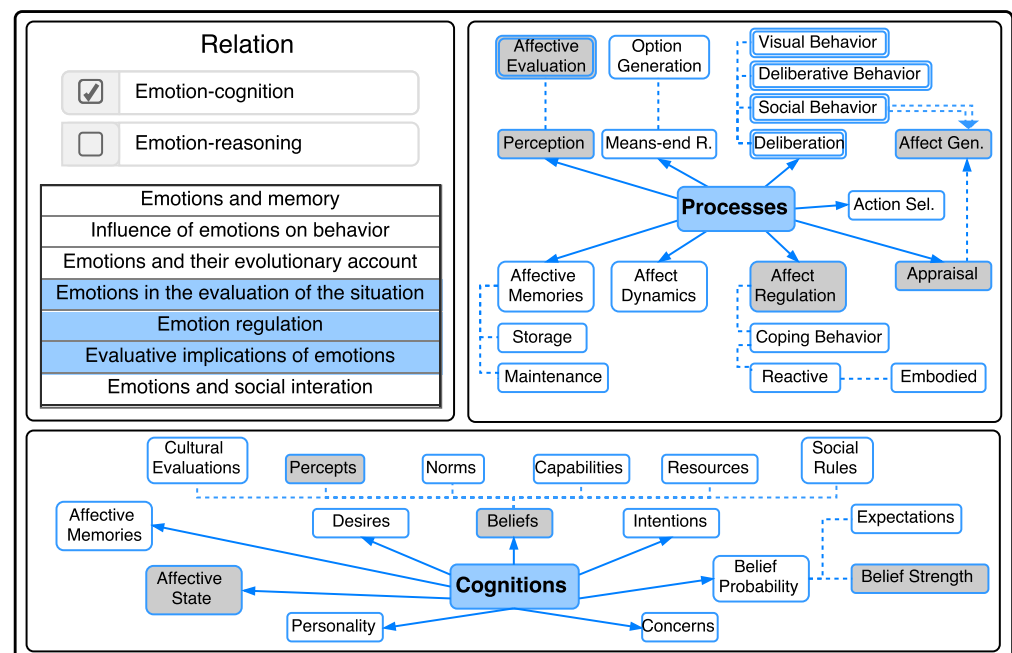 Relation
Emotion-cognition
Emotion-reasoning
Emotions and memory
Influence of emotions on behavior
Emotions and their evolutionary account
Emotions in the evaluation of the situation
Emotion regulation
Evaluative implications of emotions
Emotions and social interation
Affective
Evaluation
Option
Generation
Visual Behavior
Deliberative Behavior
Social Behavior
Perception
Means-end R.
Deliberation
Affect Gen.
Processes
Action Sel.
Affective
Memories
Affect
Dynamics
Affect
Regulation
Appraisal
Storage
Coping Behavior
Maintenance
Reactive
Embodied
Cultural
Evaluations
Percepts
Norms
Capabilities
Resources
Social
Rules
Affective
Memories
Desires
Beliefs
Intentions
Expectations
Affective
State
Cognitions
Belief
Probability
Belief Strength
Personality
Concerns